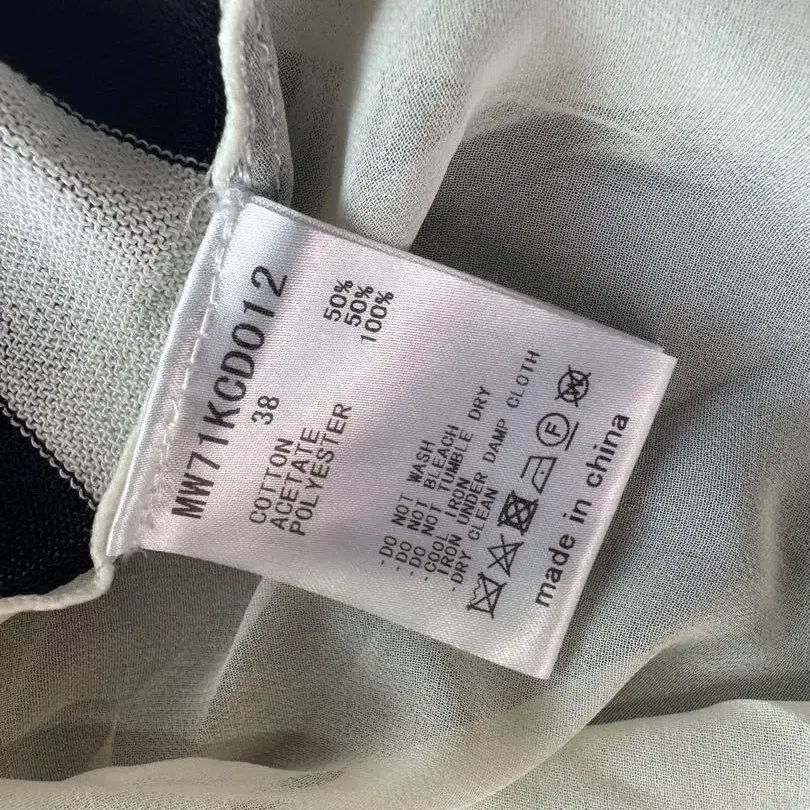 MW71KCD012
38
COTTON 50%
ACETATE 50%
POLYESTER 100%
-DO NOT WASH
-DO NOT BLEACH
-DO NOT TUMBLE DRY
-COOL IRON
IRON UNDER DAMP CLOTH
-DRY CLEAN
F
made in china